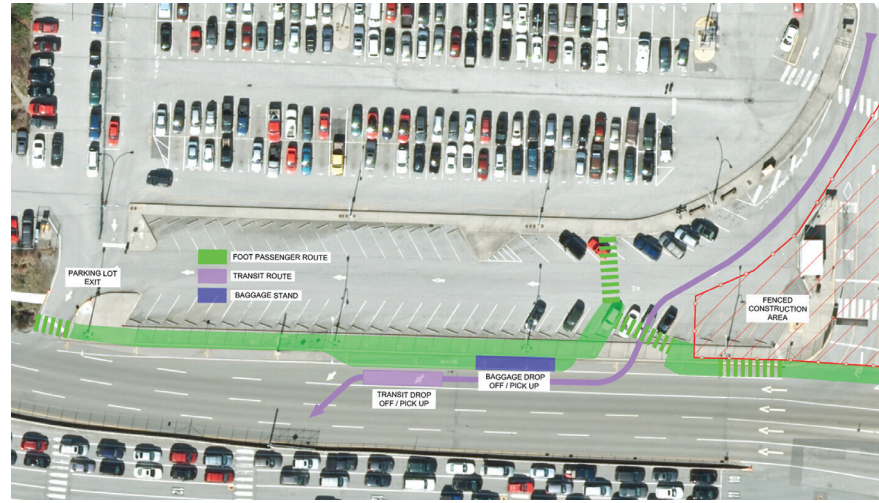 FOOT PASSENGER ROUTE
TRANSIT ROUTE
BAGGAGE STAND
PARKING LOT
EXIT
FENCED
CONSTRUCTION
AREA
BAGGAGE DROP
OFF / PICK UP
TRANSIT DROP
OFF / PICK UP